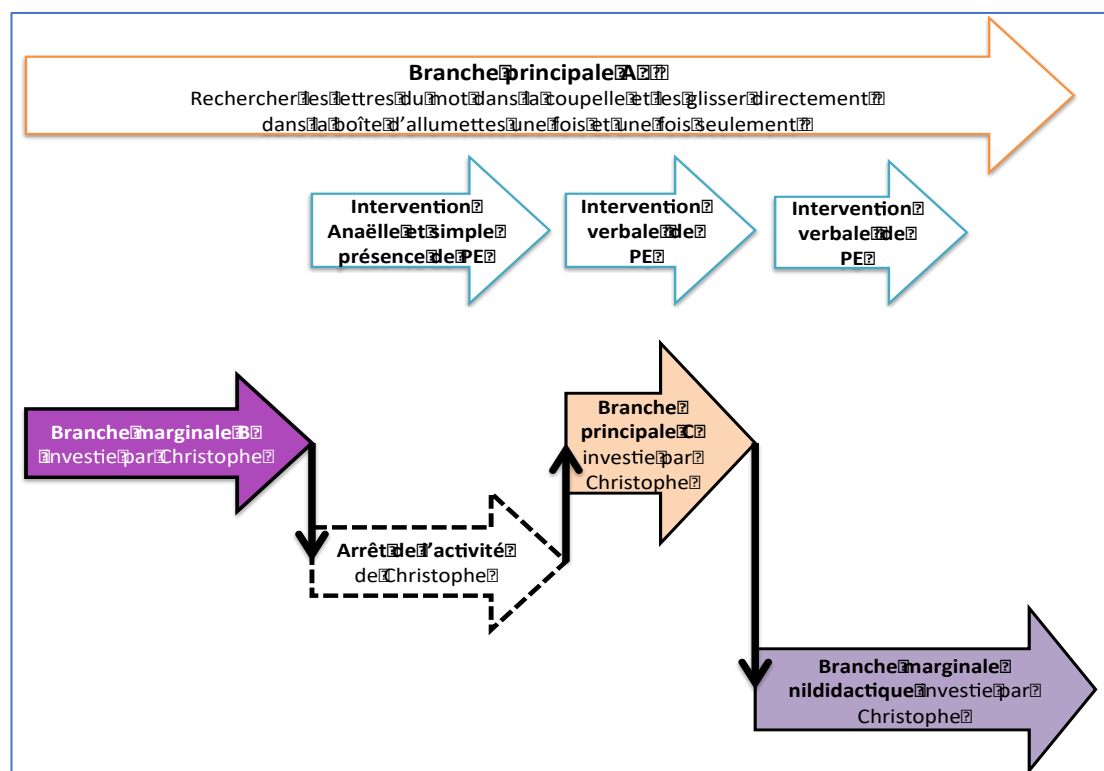 Branche principale A
Rechercher les lettres du mot dans la coupelle et les glisser directement
dans la boîte d'allumettes une fois et une fois seulement
Intervention
Anaëlle et simple
présence de PE
Intervention
verbale de
PE
Intervention
verbale de
PE
Branche marginale B
investie par Christophe
Branche
principale C
investie par
Christophe
Arrêt de l'activité
de Christophe
Branche marginale
nildidactique investie par
Christophe